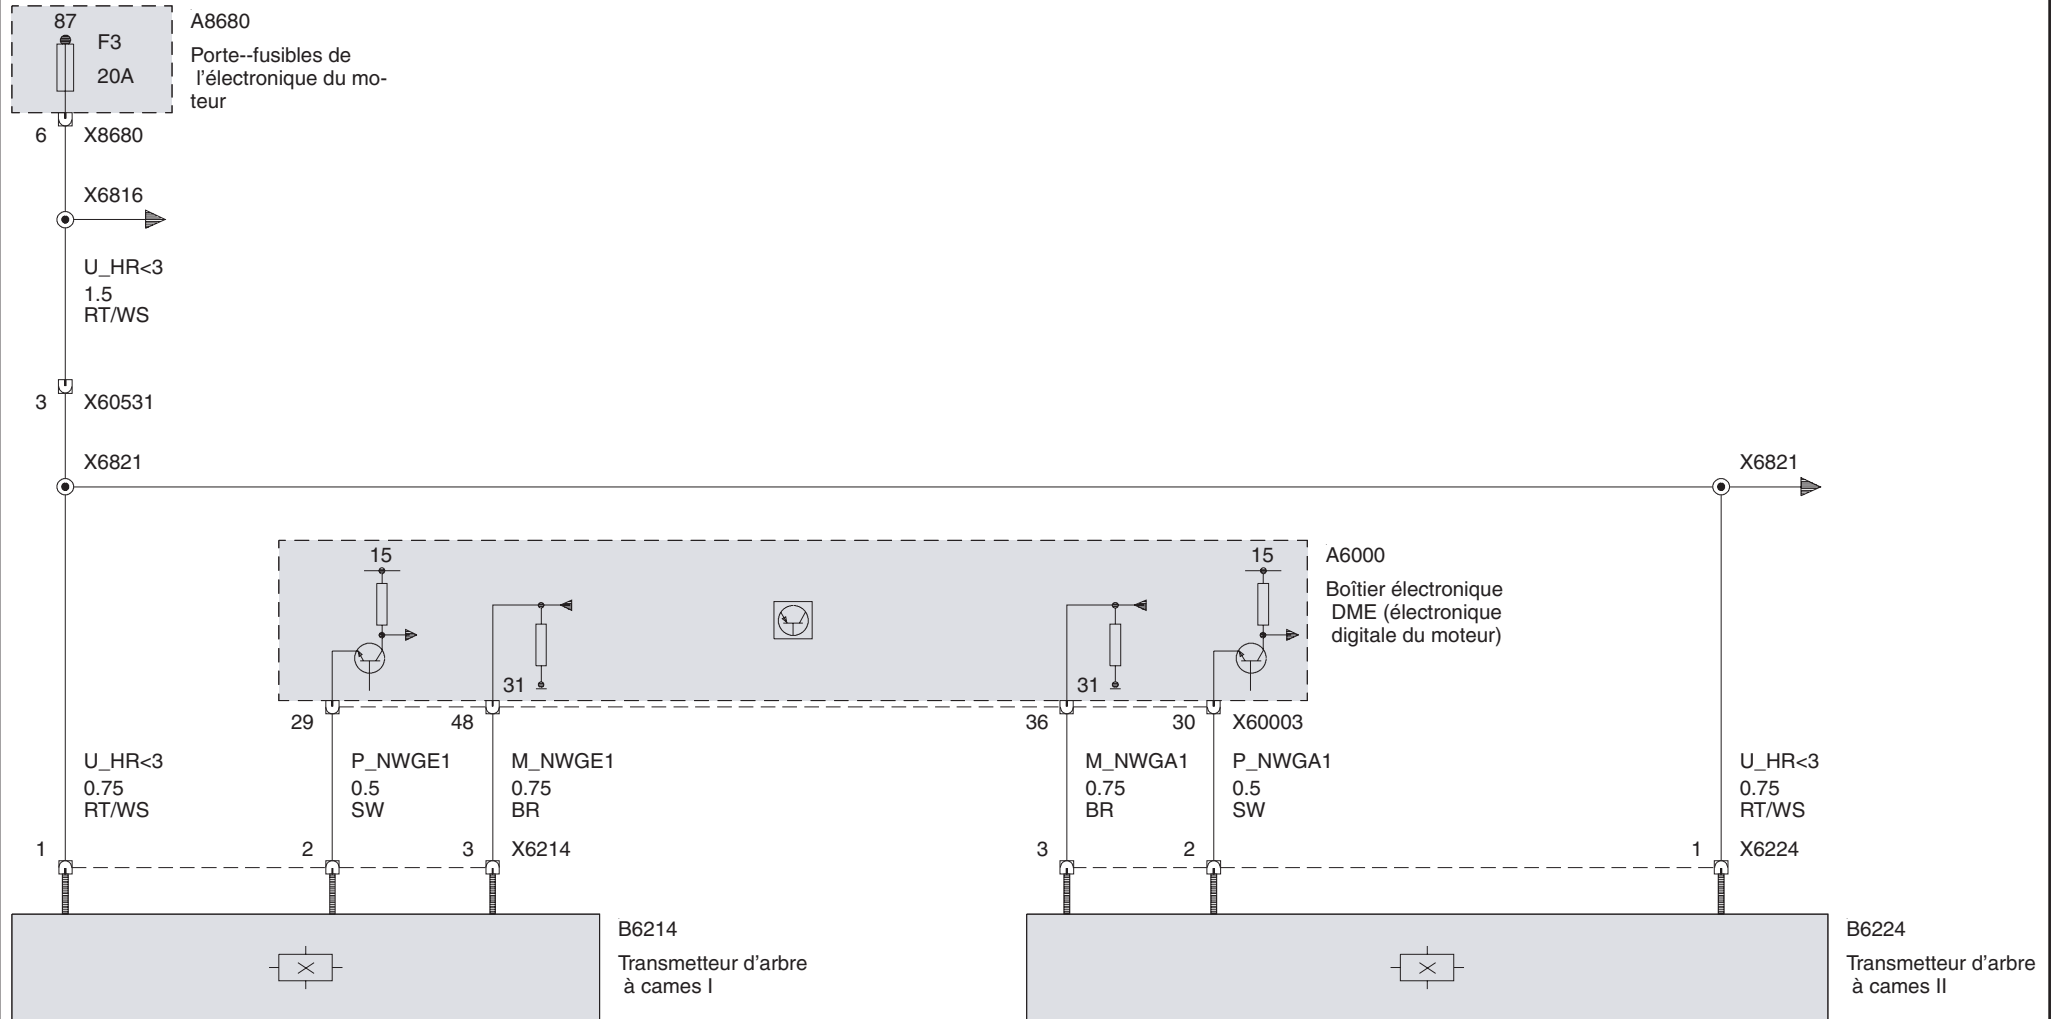 87
F3
20A
A8680
Porte--fusibles de
l'électronique du mo-
teur
6
X8680
X6816
U_HR<3
1.5
RT/WS
3
X60531
X6821
X6821
15
15
A6000
Boîtier électronique
DME (électronique
digitale du moteur)
31
31
29
48
36
30
X60003
U_HR<3
0.75
RT/WS
P_NWGE1
0.5
SW
M_NWGE1
0.75
BR
M_NWGA1
0.75
BR
P_NWGA1
0.5
SW
U_HR<3
0.75
RT/WS
1
2
3
X6214
3
2
1
X6224
B6214
Transmetteur d'arbre
à cames I
B6224
Transmetteur d'arbre
à cames II